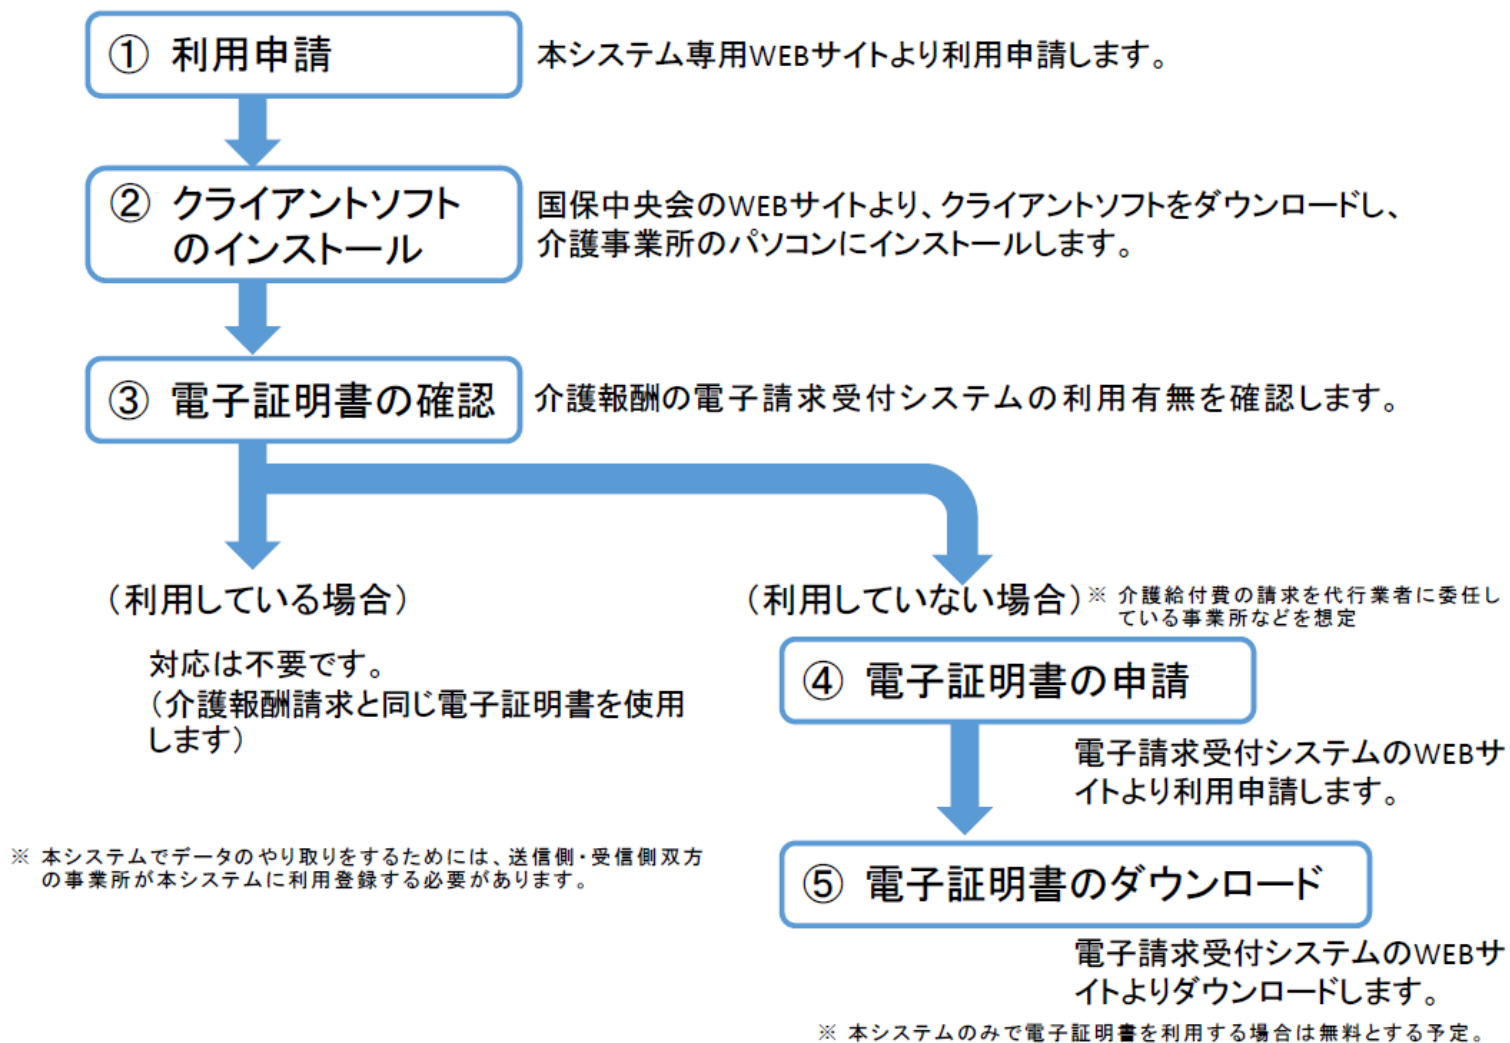 ① 利用申請
本システム専用WEBサイトより利用申請します。
② クライアントソフト
のインストール
国保中央会のWEBサイトより、クライアントソフトをダウンロードし、
介護事業所のパソコンにインストールします。
③ 電子証明書の確認
介護報酬の電子請求受付システムの利用有無を確認します。
（利用している場合）
対応は不要です。
（介護報酬請求と同じ電子証明書を使用
します）
※ 本システムでデータのやり取りをするためには、送信側・受信側双方
の事業所が本システムに利用登録する必要があります。
（利用していない場合）
※ 介護給付費の請求を代行業者に委任し
ている事業所などを想定
④ 電子証明書の申請
電子請求受付システムのWEBサ
イトより利用申請します。
⑤ 電子証明書のダウンロード
電子請求受付システムのWEBサ
イトよりダウンロードします。
※ 本システムのみで電子証明書を利用する場合は無料とする予定。